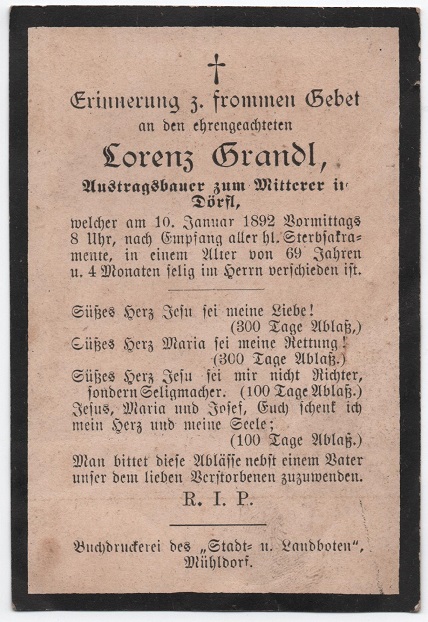 Erinnerung z. frommen Gebet
an den ehrengeachteten
Lorenz Grandl,
Austragsbauer zum Mitterer in
Dörfl,
welcher am 10. Januar 1892 Vormittags
8 Uhr, nach Empfang aller hl. Sterbsakra-
mente, in einem Alter von 69 Jahren
u. 4 Monaten selig im Herrn verschieden ist.
Süßes Herz Jesu sei meine Liebe!
(300 Tage Ablaß,)
Süßes Herz Maria sei meine Rettung!
(300 Tage Ablaß.)
Süßes Herz Jesu sei mir nicht Richter,
sondern Seligmacher. (100 Tage Ablaß.)
Jesus, Maria und Josef, Euch schenk ich
mein Herz und meine Seele;
(100 Tage Ablaß.)
Man bittet diese Ablässe nebst einem Vater
unser dem lieben Verstorbenen zuzuwenden.
R. I. P.
Buchdruckerei des „Stadt- u. Landboten",
Mühldorf.